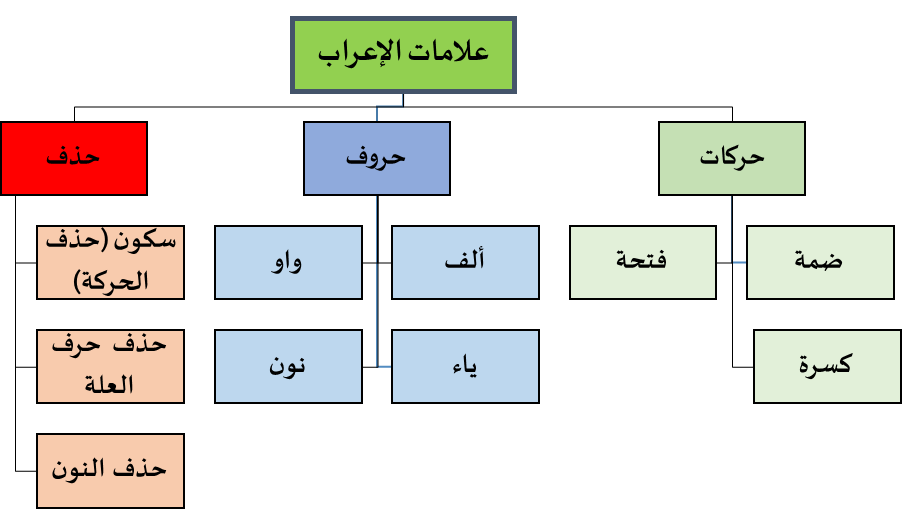 علامات الإعراب
حركات
حروف
حذف
ضمة
فتحة
ألف
واو
سكون (حذف
الحركة)
كسرة
ياء
نون
حذف حرف
العلة
حذف النون